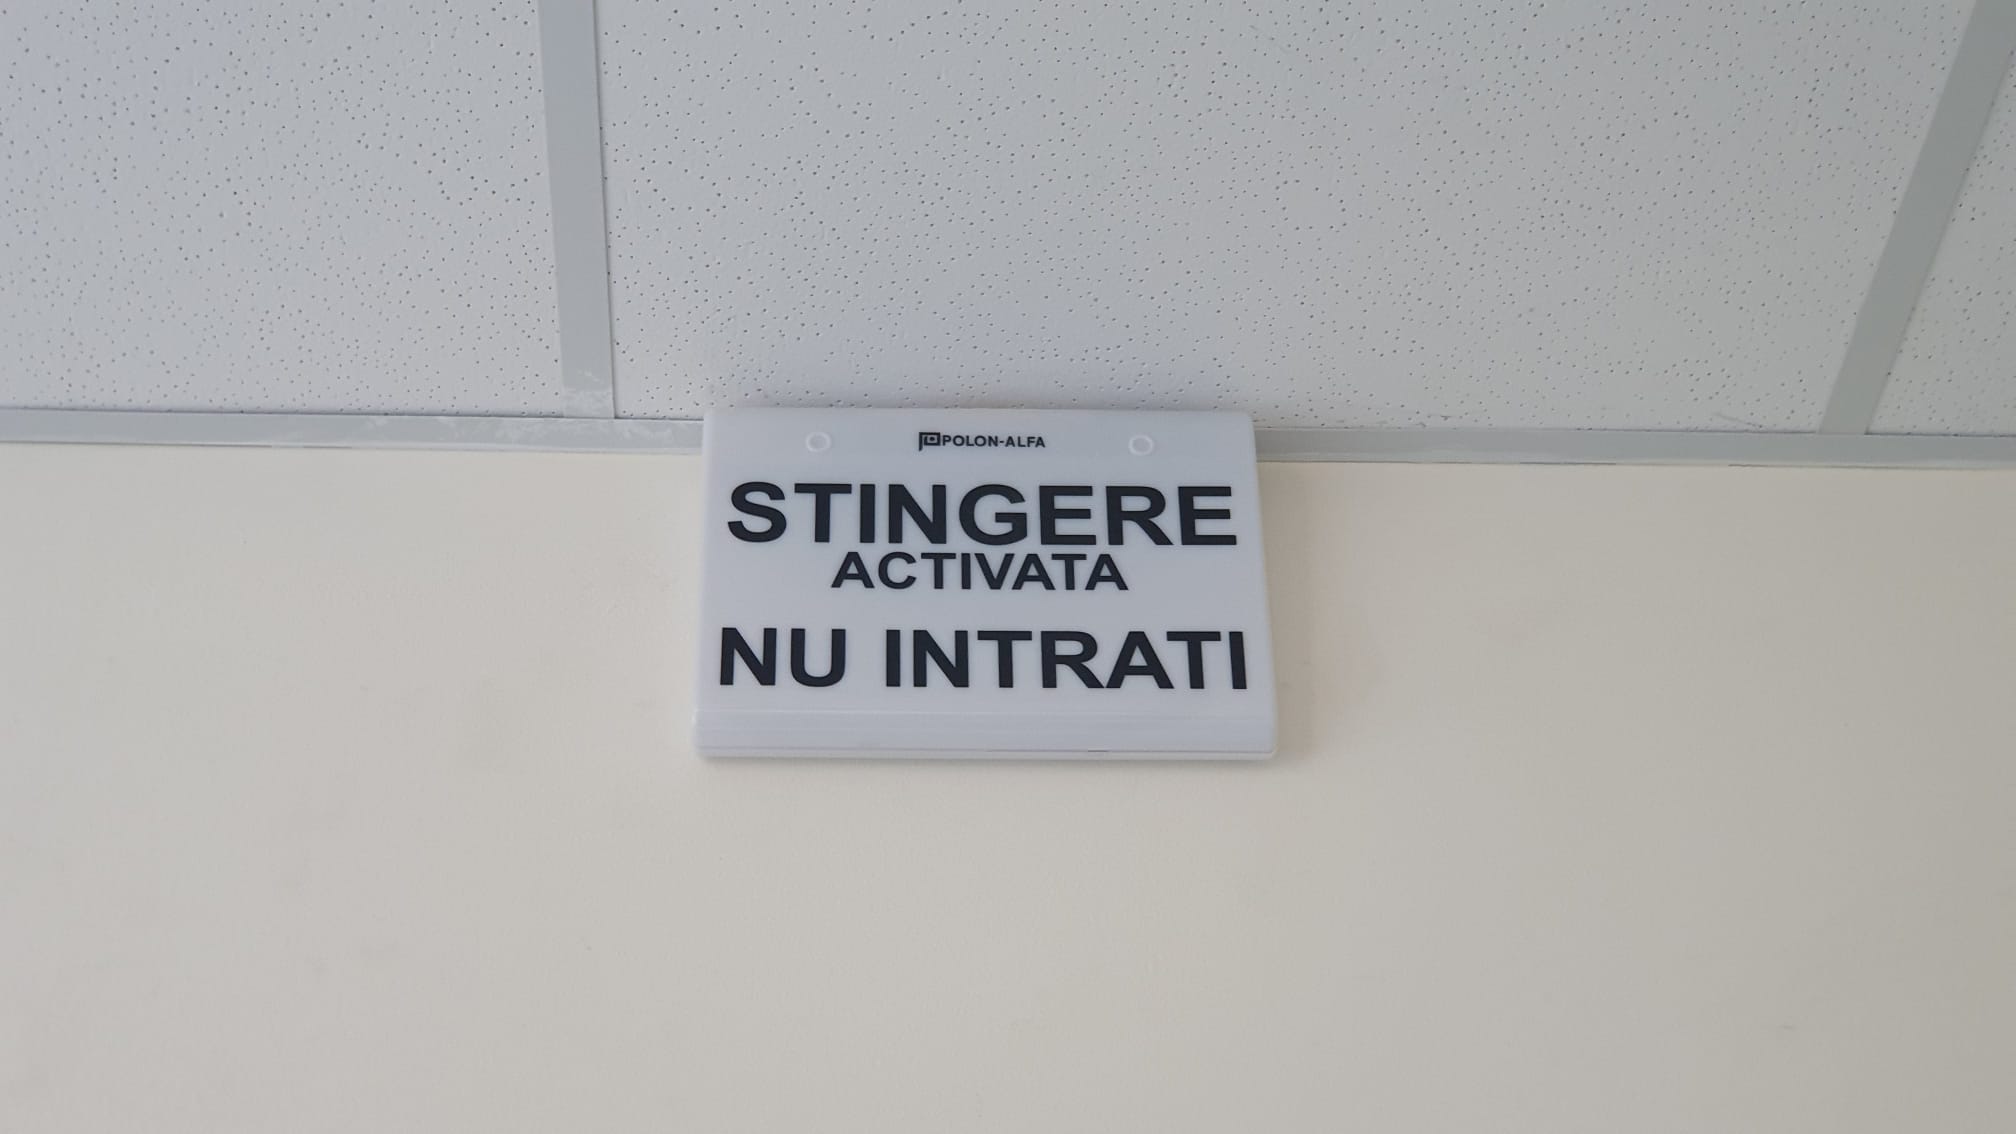 POLON-ALFA
STINGERE
ACTIVATA
NU INTRATI